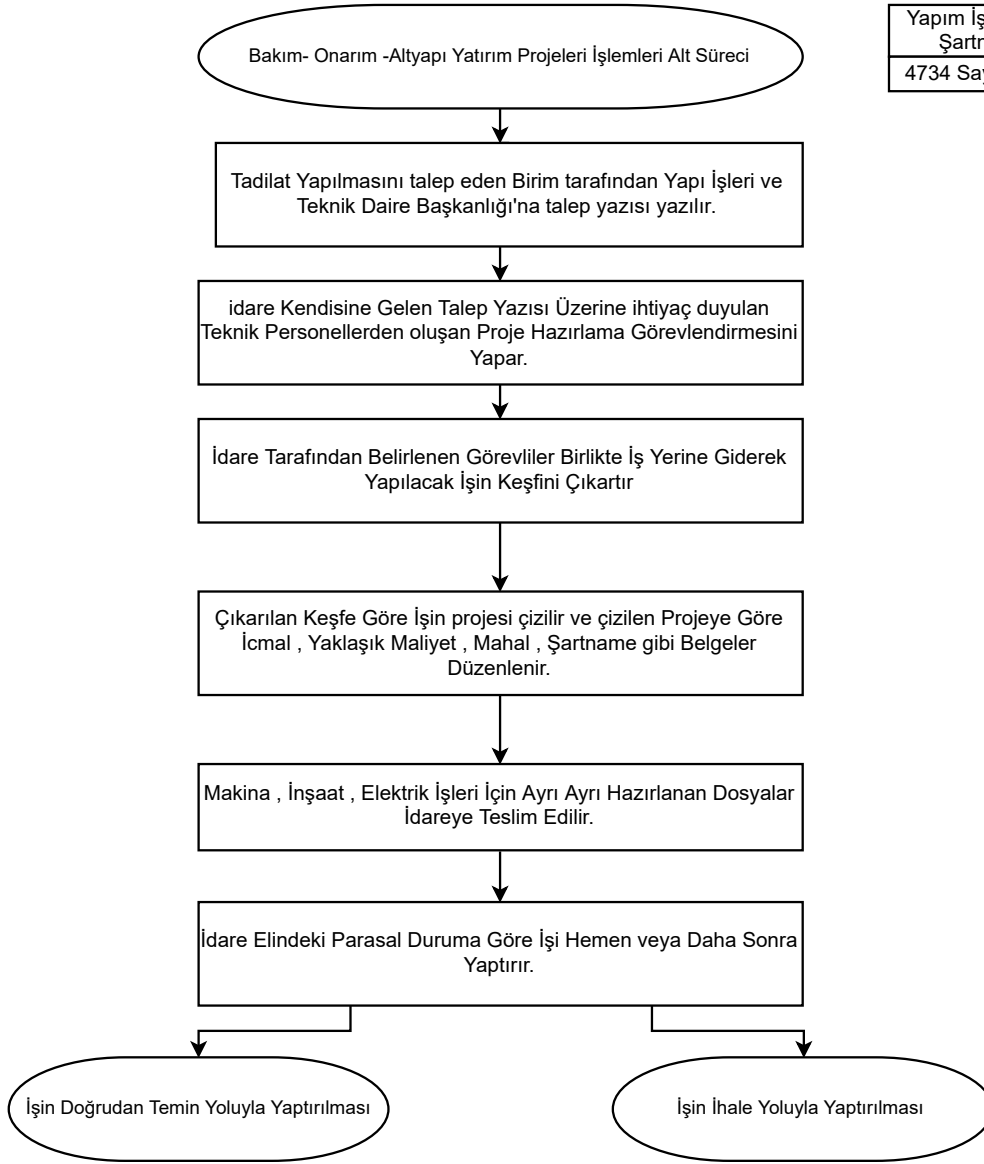 Bakım- Onarım -Altyapı Yatırım Projeleri İşlemleri Alt Süreci
Yapım İş
Şartn
4734 Say
Tadilat Yapılmasını talep eden Birim tarafından Yapı İşleri ve
Teknik Daire Başkanlığı'na talep yazısı yazılır.
idare Kendisine Gelen Talep Yazısı Üzerine ihtiyaç duyulan
Teknik Personellerden oluşan Proje Hazırlama Görevlendirmesini
Yapar.
İdare Tarafından Belirlenen Görevliler Birlikte İş Yerine Giderek
Yapılacak İşin Keşfini Çıkartır
Çıkarılan Keşfe Göre İşin projesi çizilir ve çizilen Projeye Göre
İcmal , Yaklaşık Maliyet , Mahal , Şartname gibi Belgeler
Düzenlenir.
Makina , İnşaat , Elektrik İşleri İçin Ayrı Ayrı Hazırlanan Dosyalar
İdareye Teslim Edilir.
İdare Elindeki Parasal Duruma Göre İşi Hemen veya Daha Sonra
Yaptırır.
İşin Doğrudan Temin Yoluyla Yaptırılması
İşin İhale Yoluyla Yaptırılması